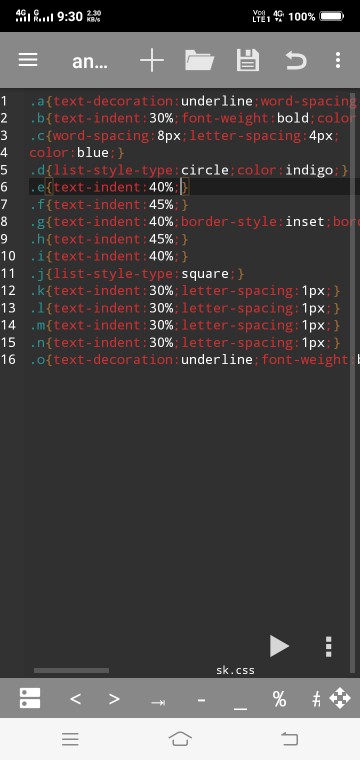 4G G 9:30 2.30 KB/S Vo) LTE1 4G 100%
an...
1 .a{text-decoration:underline;word-spacing
2 .b{text-indent:30%;font-weight:bold;color
3 .c{word-spacing:8px;letter-spacing:4px;
4 color:blue;}
5 .d{list-style-type:circle;color:indigo;}
6 .e{text-indent:40%;}
7 .f{text-indent:45%;}
8 .g{text-indent:40%;border-style:inset;bor
9 .h{text-indent:45%;}
10 .i{text-indent:40%;}
11 .j{list-style-type:square;}
12 .k{text-indent:30%;letter-spacing:1px;}
13 .l{text-indent:30%;letter-spacing:1px;}
14 .m{text-indent:30%;letter-spacing:1px;}
15 .n{text-indent:30%;letter-spacing:1px;}
16 .o{text-decoration:underline;font-weight:b
sk.css
< > - _ % #